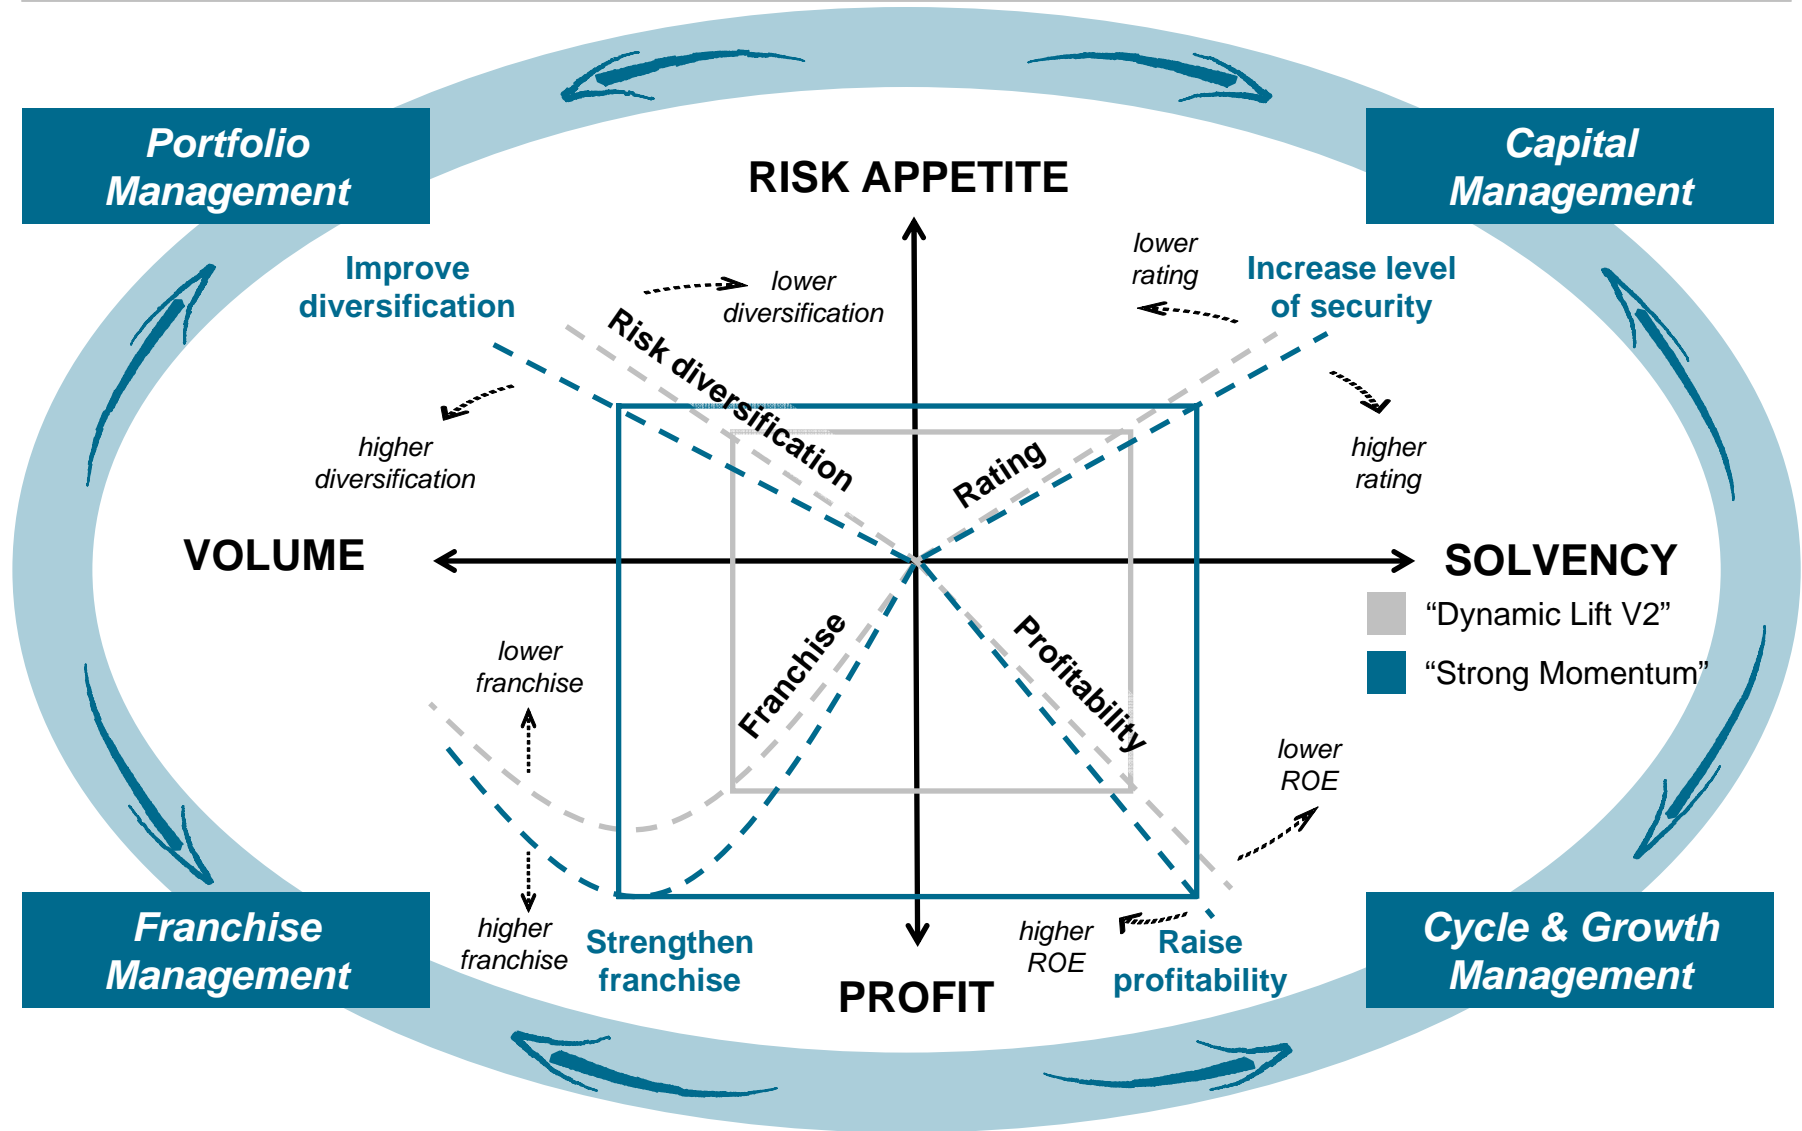 Portfolio
Management
Capital
Management
RISK APPETITE
Improve
diversification
lower
diversification
lower
rating
Increase level
of security
Risk diversification
Rating
higher
diversification
higher
rating
VOLUME
SOLVENCY
“Dynamic Lift V2”
“Strong Momentum”
lower
franchise
Franchise
Profitability
lower
ROE
higher
franchise
Strengthen
franchise
higher
ROE
Raise
profitability
PROFIT
Franchise
Management
Cycle & Growth
Management